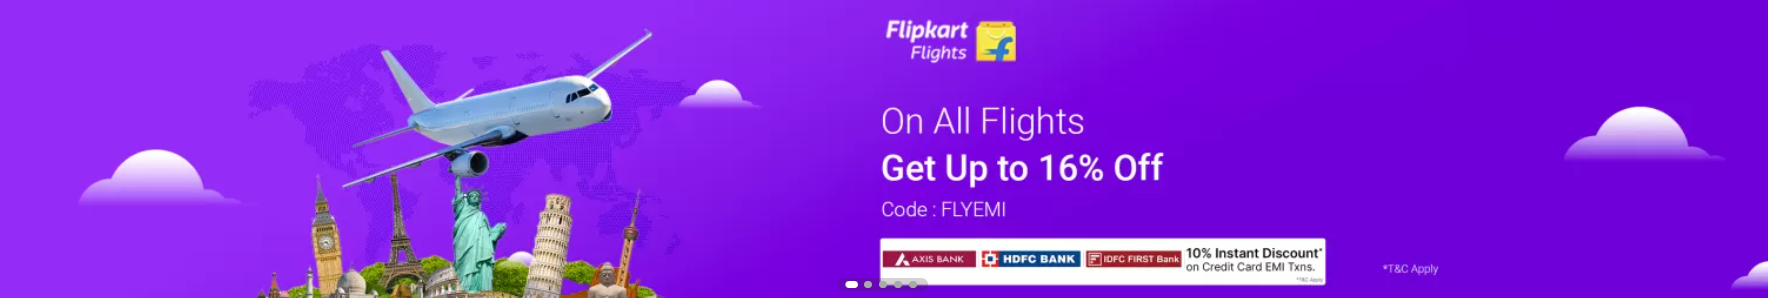 Flipkart
Flights
On All Flights
Get Up to 16% Off
Code : FLYEMI
AXIS BANK
HDFC BANK
IDFC FIRST Bank
10% Instant Discount*
on Credit Card EMI Txns.
*T&C Apply
*T&C Apply